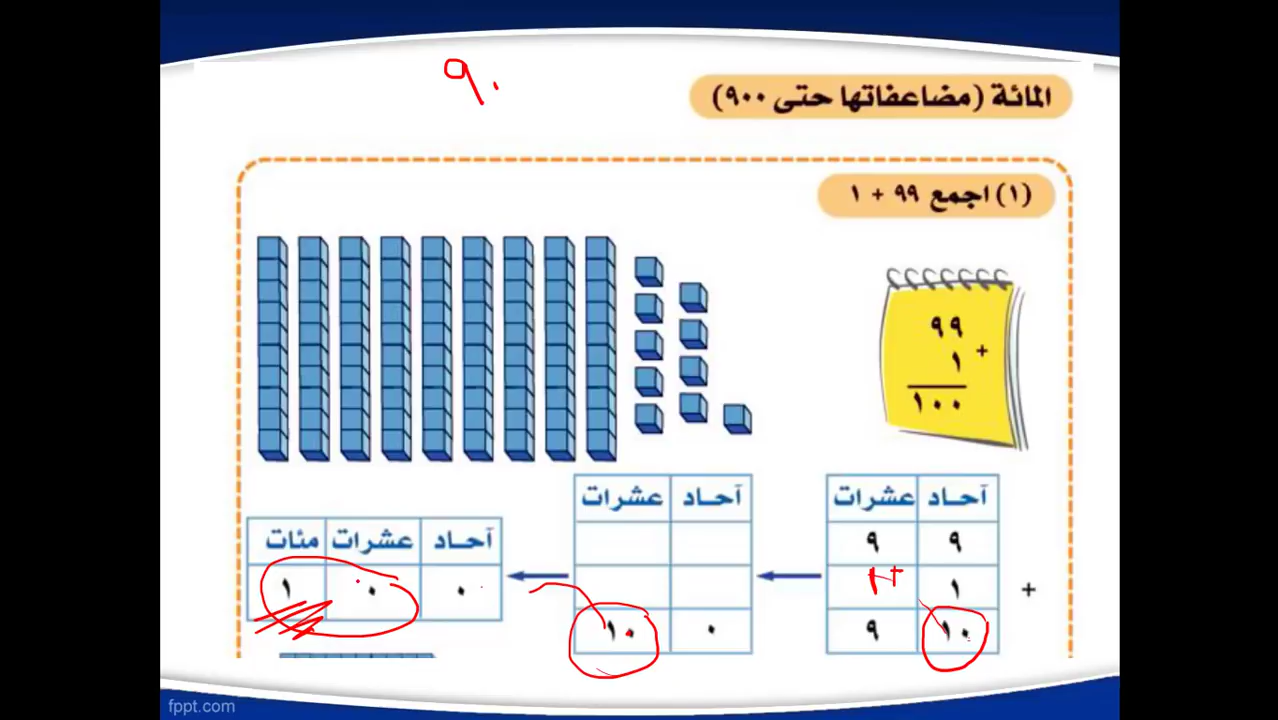 ٩٠
المائة (مضاعفاتها حتى ٩٠٠)
(١) اجمع ٩٩ + ١
٩٩
+ ١
١٠٠
آحاد عشرات
٩ ٩
+ ١ ١+
١٠ ٩
آحاد عشرات
٠ ١٠
آحاد عشرات مئات
٠ ٠ ١
fppt.com